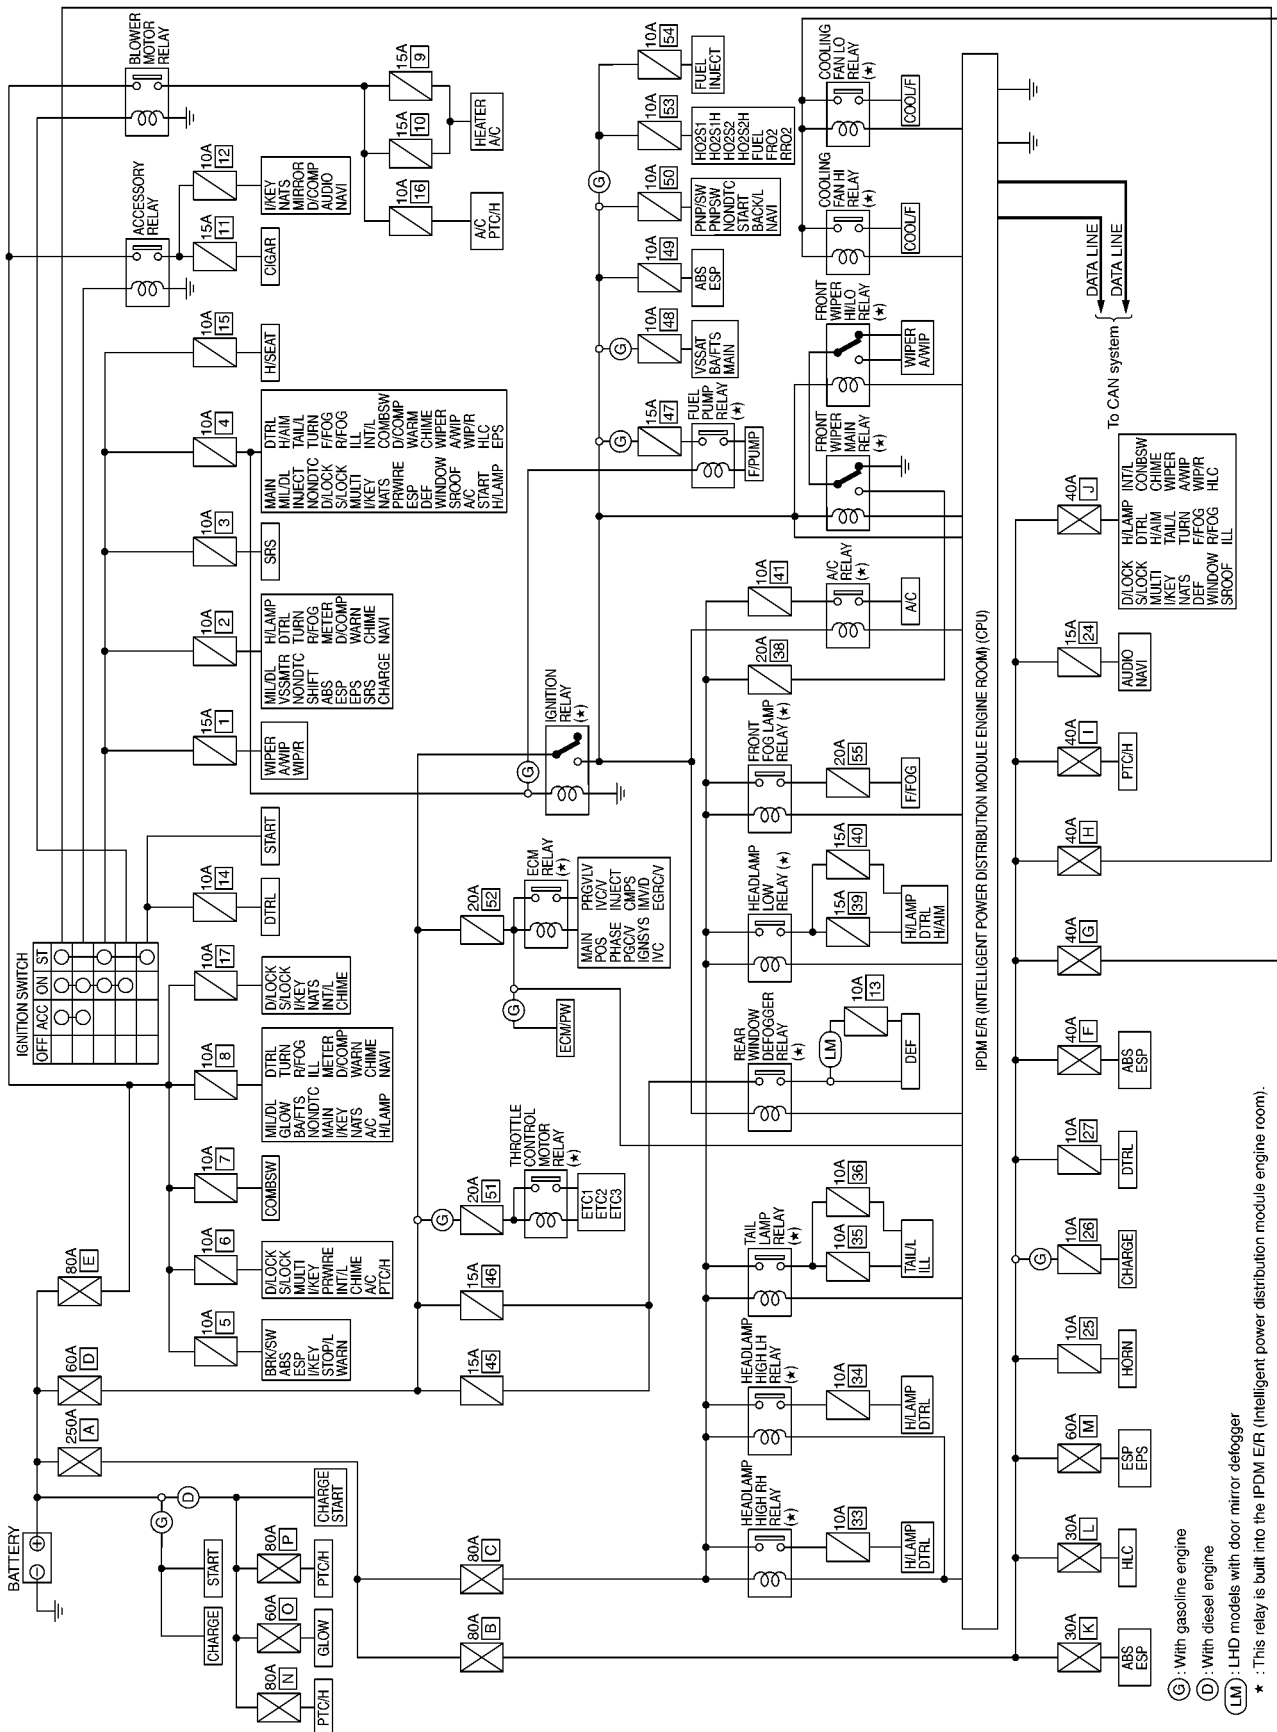 BATTERY
250A
A
60A
D
80A
E
G
D
CHARGE
START
CHARGE
START
80A
N
PTC/H
60A
O
GLOW
80A
P
PTC/H
IGNITION SWITCH
OFF
ACC
ON
ST
10A
5
BRK/SW
ABS
ESP
I/KEY
STOP/L
WARN
10A
6
D/LOCK
S/LOCK
MULTI
I/KEY
PRWIRE
INT/L
CHIME
A/C
PTC/H
10A
7
COMBSW
10A
8
MIL/DL
GLOW
BA/FTS
NONDTC
MAIN
I/KEY
NATS
A/C
H/LAMP
DTRL
TURN
R/FOG
ILL
METER
D/COMP
WARN
CHIME
NAVI
10A
17
D/LOCK
S/LOCK
I/KEY
NATS
INT/L
CHIME
10A
14
DTRL
START
15A
1
WIPER
A/WIP
WIP/R
10A
2
MIL/DL
VSSMTR
NONDTC
SHIFT
ABS
ESP
EPS
SRS
CHARGE
H/LAMP
DTRL
TURN
R/FOG
METER
D/COMP
WARN
CHIME
NAVI
10A
3
SRS
10A
4
MAIN
MIL/DL
INJECT
NONDTC
D/LOCK
S/LOCK
MULTI
I/KEY
NATS
PRWIRE
ESP
DEF
WINDOW
SROOF
A/C
START
H/LAMP
DTRL
H/AIM
TAIL/L
TURN
F/FOG
R/FOG
ILL
INT/L
COMBSW
D/COMP
WARM
CHIME
WIPER
A/WIP
WIP/R
HLC
EPS
10A
15
H/SEAT
ACCESSORY
RELAY
15A
11
CIGAR
10A
12
I/KEY
NATS
MIRROR
D/COMP
AUDIO
NAVI
BLOWER
MOTOR
RELAY
10A
16
A/C
PTC/H
15A
10
15A
9
HEATER
A/C
15A
45
15A
46
G
20A
51
THROTTLE
CONTROL
MOTOR
RELAY
(★)
ETC1
ETC2
ETC3
20A
52
ECM
RELAY
(★)
G
ECM/PW
MAIN
POS
PHASE
PGC/V
IGNSYS
IVC
PRGVLV
IVC/V
INJECT
CMPS
IMV/D
EGRC/V
G
IGNITION
RELAY
(★)
G
15A
47
FUEL
PUMP
RELAY
(★)
F/PUMP
G
10A
48
VSSAT
BA/FTS
MAIN
10A
49
ABS
ESP
10A
50
PNP/SW
PNPSW
NONDTC
START
BACK/L
NAVI
G
10A
53
HO2S1
HO2S1H
HO2S2
HO2S2H
FUEL
FRO2
RRO2
10A
54
FUEL
INJECT
80A
B
80A
C
HEADLAMP
HIGH RH
RELAY
(★)
10A
33
H/LAMP
DTRL
HEADLAMP
HIGH LH
RELAY
(★)
10A
34
H/LAMP
DTRL
TAIL
LAMP
RELAY
(★)
10A
35
10A
36
TAIL/L
ILL
REAR
WINDOW
DEFOGGER
RELAY
(★)
LM
10A
13
DEF
HEADLAMP
LOW
RELAY (★)
15A
39
15A
40
H/LAMP
DTRL
H/AIM
FRONT
FOG LAMP
RELAY (★)
20A
55
F/FOG
20A
38
10A
41
A/C
RELAY
(★)
A/C
FRONT
WIPER
MAIN
RELAY
(★)
FRONT
WIPER
HI/LO
RELAY
(★)
WIPER
A/WIP
COOLING
FAN HI
RELAY
(★)
COOL/F
COOLING
FAN LO
RELAY
(★)
COOL/F
IPDM E/R (INTELLIGENT POWER DISTRIBUTION MODULE ENGINE ROOM) (CPU)
DATA LINE
DATA LINE
To CAN system
30A
K
ABS
ESP
30A
L
HLC
60A
M
ESP
EPS
10A
25
HORN
G
10A
26
CHARGE
10A
27
DTRL
40A
F
ABS
ESP
40A
G
40A
H
40A
I
PTC/H
15A
24
AUDIO
NAVI
40A
J
D/LOCK
S/LOCK
MULTI
I/KEY
NATS
DEF
WINDOW
SROOF
H/LAMP
DTRL
H/AIM
TAIL/L
TURN
F/FOG
R/FOG
ILL
INT/L
CONBSW
CHIME
WIPER
A/WIP
WIP/R
HLC
G : With gasoline engine
D : With diesel engine
LM : LHD models with door mirror defogger
★ : This relay is built into the IPDM E/R (Intelligent power distribution module engine room).